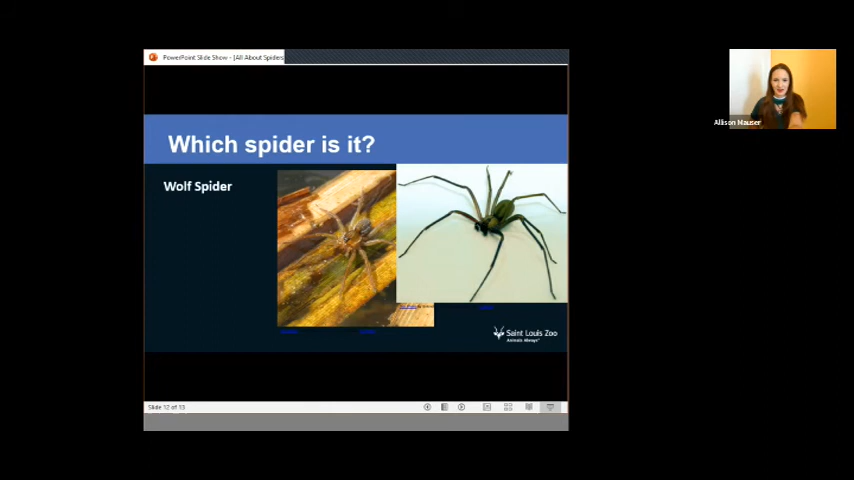 PowerPoint Slide Show - [All About Spiders
Which spider is it?
Wolf Spider
Allison Mauser
Saint Louis Zoo
Animals Always
Slide 12 of 13